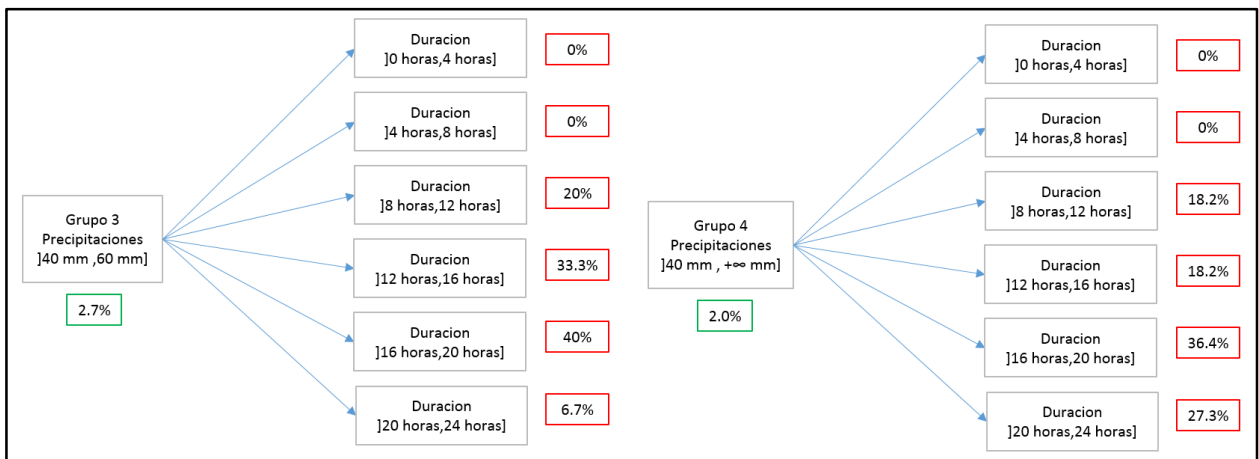 Grupo 3
Precipitaciones
]40 mm ,60 mm]
2.7%
Duracion
]0 horas,4 horas]
0%
Duracion
]4 horas,8 horas]
0%
Duracion
]8 horas,12 horas]
20%
Duracion
]12 horas,16 horas]
33.3%
Duracion
]16 horas,20 horas]
40%
Duracion
]20 horas,24 horas]
6.7%
Grupo 4
Precipitaciones
]40 mm , +∞ mm]
2.0%
Duracion
]0 horas,4 horas]
0%
Duracion
]4 horas,8 horas]
0%
Duracion
]8 horas,12 horas]
18.2%
Duracion
]12 horas,16 horas]
18.2%
Duracion
]16 horas,20 horas]
36.4%
Duracion
]20 horas,24 horas]
27.3%